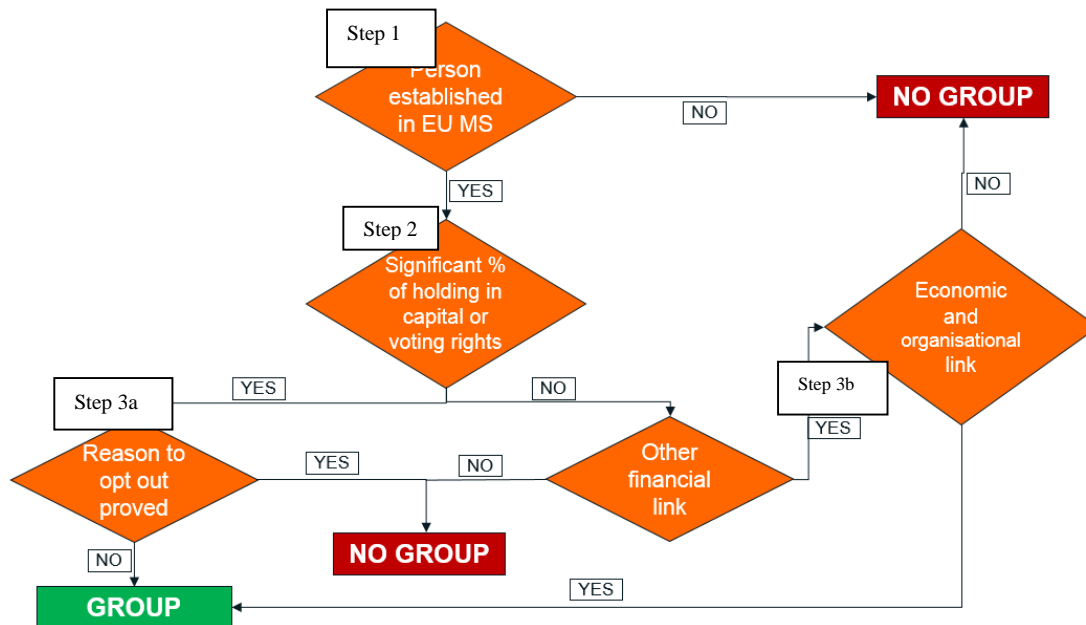 Step 1
Person
established
in EU MS
NO
NO GROUP
YES
NO
Step 2
Significant %
of holding in
capital or
voting rights
Economic
and
organisational
link
Step 3b
YES
NO
YES
Step 3a
Reason to
opt out
proved
YES
NO
Other
financial
link
NO
NO GROUP
GROUP
YES